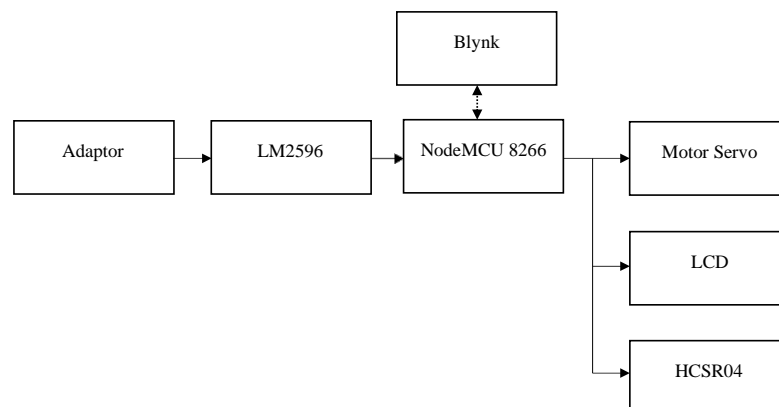 Blynk
Adaptor
LM2596
NodeMCU 8266
Motor Servo
LCD
HCSR04